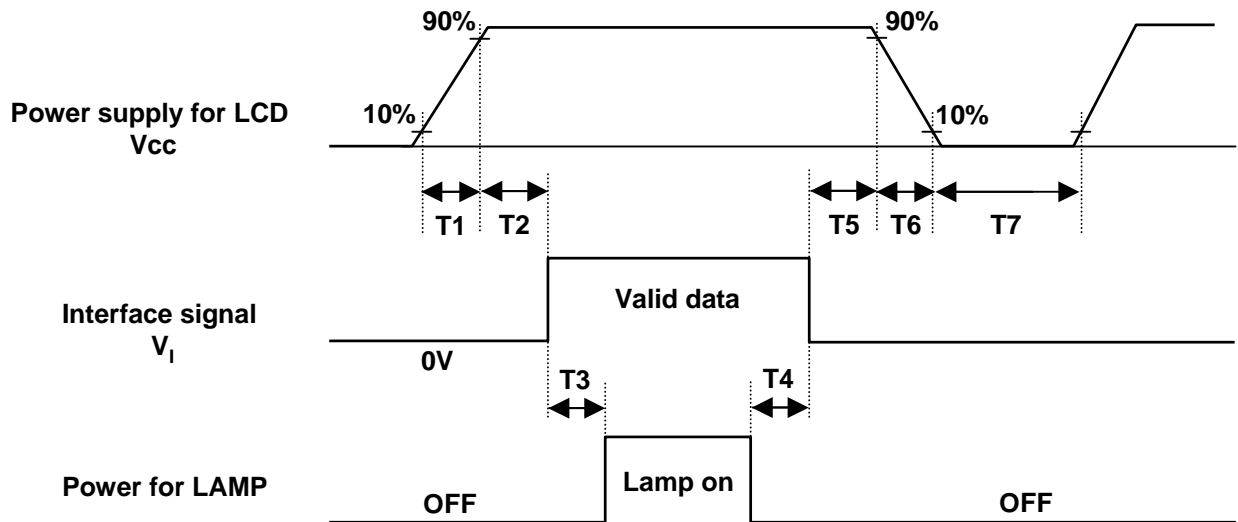 90%
90%
Power supply for LCD
Vcc
10%
10%
T1
T2
T5
T6
T7
Interface signal
V_I
Valid data
0V
T3
T4
Power for LAMP
OFF
Lamp on
OFF